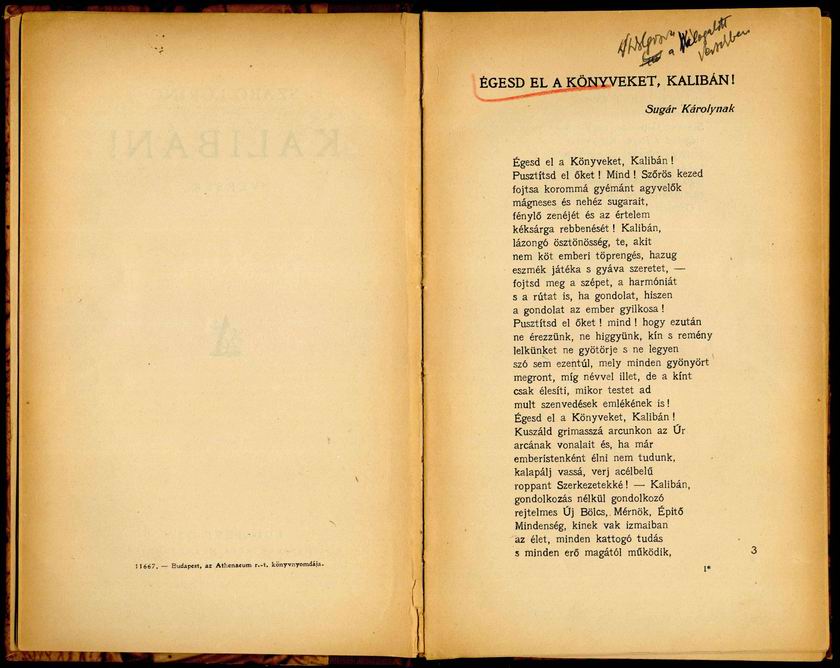 11667. — Budapest, az Athenaeum r.-t. könyvnyomdája.
a Válogatott
Versekben
ÉGESD EL A KÖNYVEKET, KALIBÁN!
Sugár Károlynak
Égesd el a Könyveket, Kalibán!
Pusztítsd el őket! Mind! Szőrös kezed
fojtsa korommá gyémánt agyvelők
mágneses és nehéz sugarait,
fénylő zenéjét és az értelem
kéksárga rebbenését! Kalibán,
lázongó ösztönösség, te, akit
nem köt emberi töprengés, hazug
eszmék játéka s gyáva szeretet, —
fojtsd meg a szépet, a harmóniát
s a rútat is, ha gondolat, hiszen
a gondolat az ember gyilkosa!
Pusztítsd el őket! mind! hogy ezután
ne érezzünk, ne higgyünk, kín s remény
lelkünket ne gyötörje s ne legyen
szó sem ezentúl, mely minden gyönyört
megront, míg névvel illet, de a kínt
csak élesíti, mikor testet ad
mult szenvedések emlékének is!
Égesd el a Könyveket, Kalibán!
Kuszáld grimasszá arcunkon az Úr
arcának vonalait és, ha már
emberistenként élni nem tudunk,
kalapálj vassá, verj acélbelű
roppant Szerkezetekké! — Kalibán,
gondolkozás nélkül gondolkozó
rejtelmes Új Bölcs, Mérnök, Építő
Mindenség, kinek vak izmaiban
az élet, minden kattogó tudás
s minden erő magától működik,
3
1*